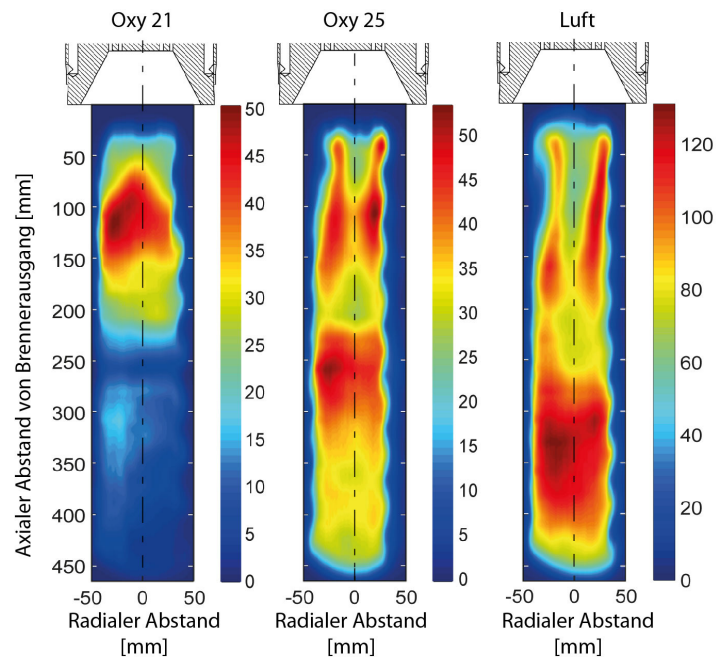 Oxy 21
Oxy 25
Luft
Axialer Abstand von Brennerausgang [mm]
50
100
150
200
250
300
350
400
450
50
45
40
35
30
25
20
15
10
5
0
50
45
40
35
30
25
20
15
10
5
0
120
100
80
60
40
20
0
-50 0 50
-50 0 50
-50 0 50
Radialer Abstand
[mm]
Radialer Abstand
[mm]
Radialer Abstand
[mm]